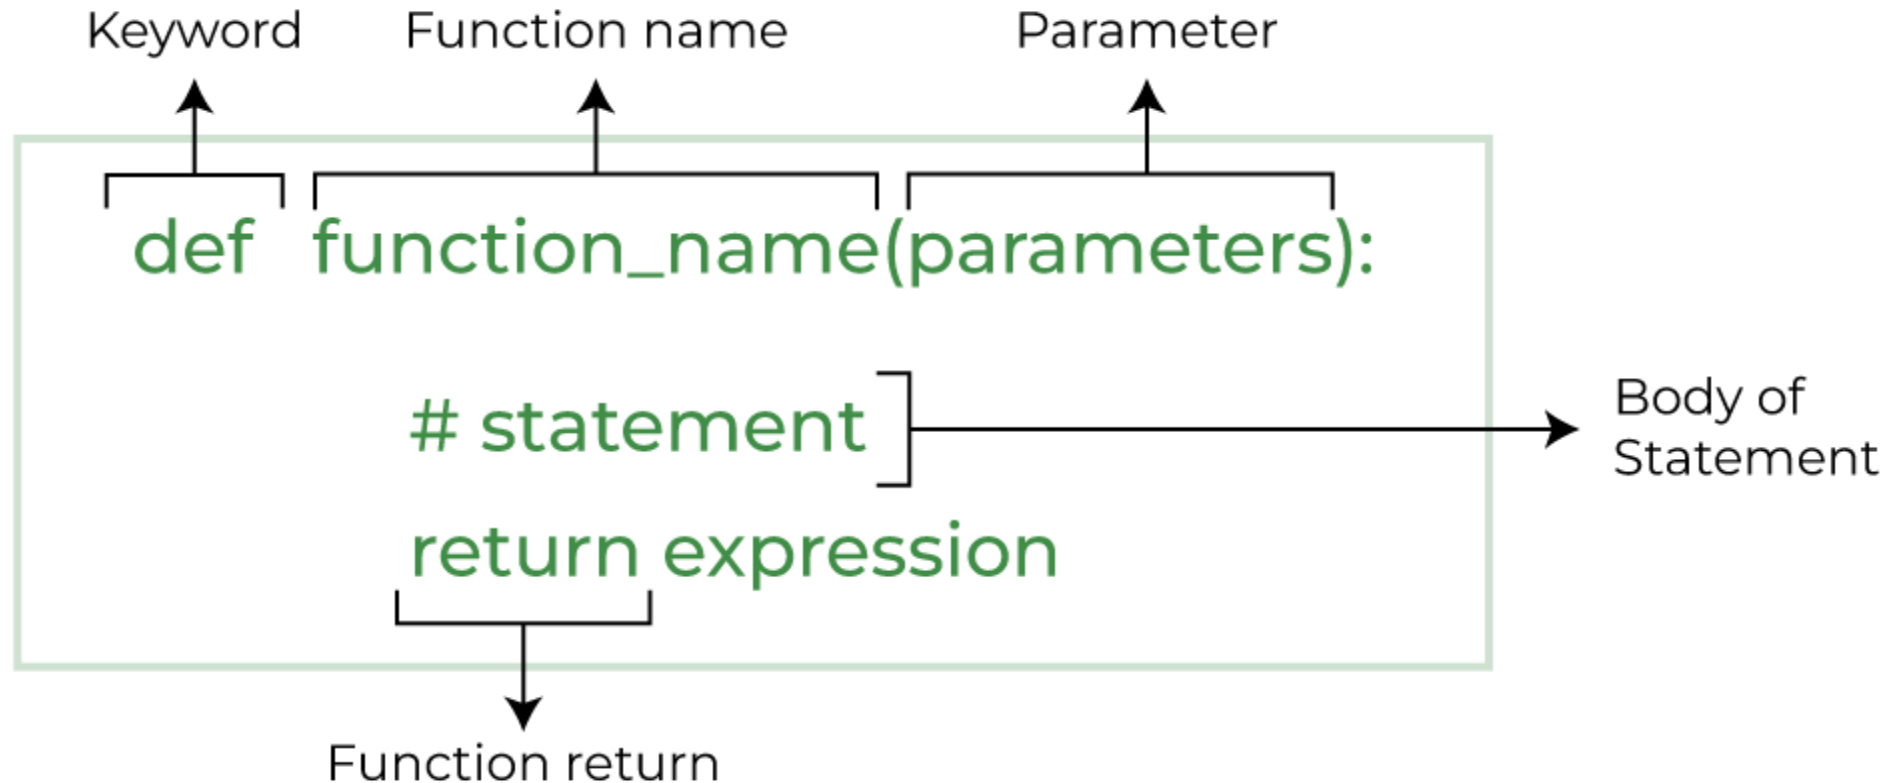 Keyword Function name Parameter
def function_name(parameters):
# statement
Body of
Statement
return expression
Function return